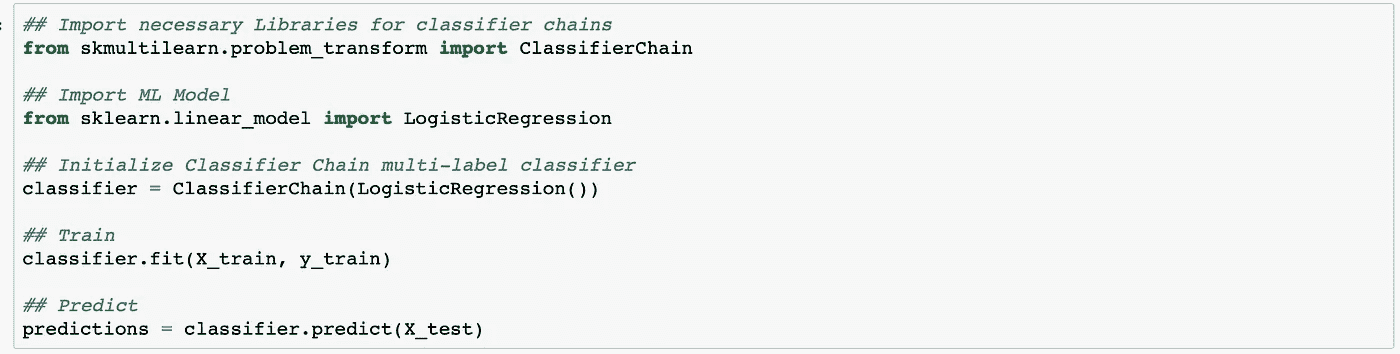 ## Import necessary Libraries for classifier chains
from skmultilearn.problem_transform import ClassifierChain
## Import ML Model
from sklearn.linear_model import LogisticRegression
## Initialize Classifier Chain multi-label classifier
classifier = ClassifierChain(LogisticRegression())
## Train
classifier.fit(X_train, y_train)
## Predict
predictions = classifier.predict(X_test)